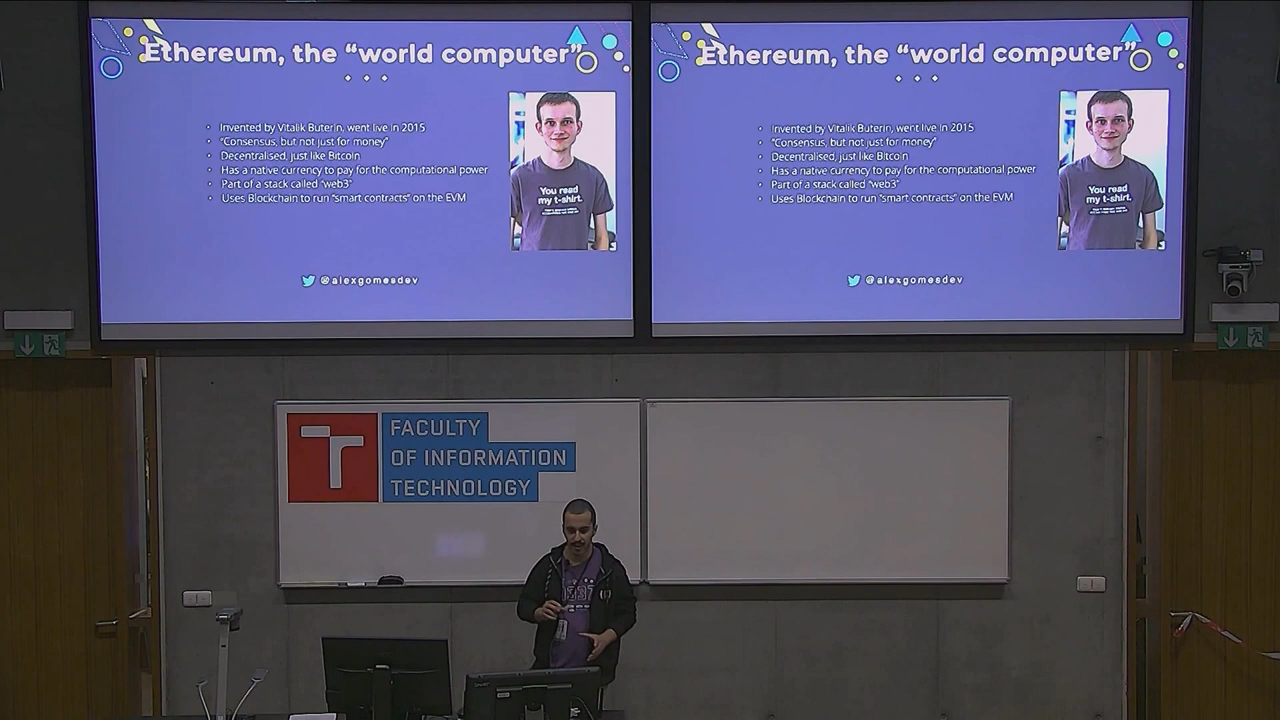 Ethereum, the “world computer”
Invented by Vitalik Buterin, went live in 2015
“Consensus, but not just for money”
Decentralised, just like Bitcoin
Has a native currency to pay for the computational power
Part of a stack called “web3”
Uses Blockchain to run “smart contracts” on the EVM
You read
my t-shirt.
@alexgomesdev
Ethereum, the “world computer”
Invented by Vitalik Buterin, went live in 2015
“Consensus, but not just for money”
Decentralised, just like Bitcoin
Has a native currency to pay for the computational power
Part of a stack called “web3”
Uses Blockchain to run “smart contracts” on the EVM
You read
my t-shirt.
@alexgomesdev
FACULTY
OF INFORMATION
TECHNOLOGY